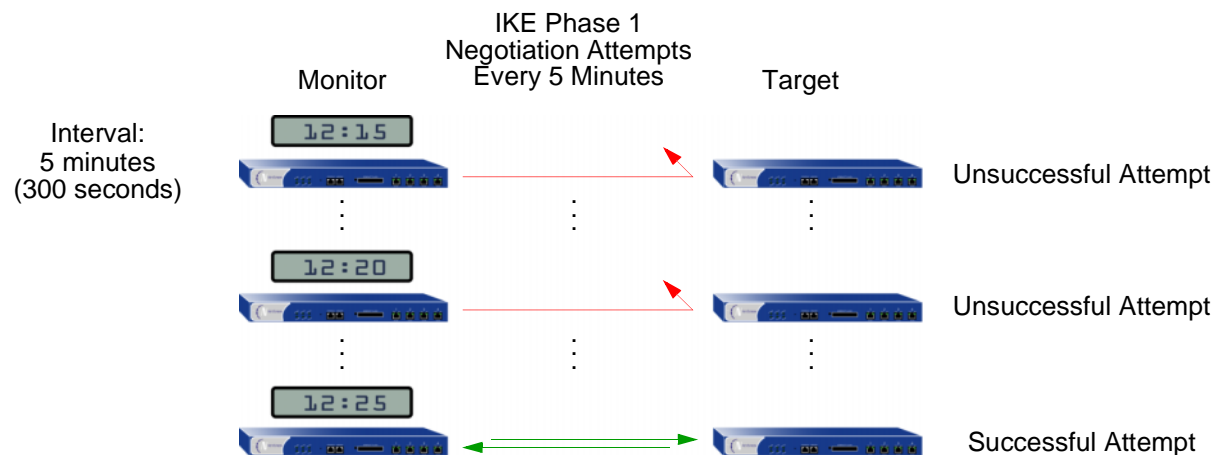 IKE Phase 1
Negotiation Attempts
Every 5 Minutes
Monitor
Target
Interval:
5 minutes
(300 seconds)
12:15
Unsuccessful Attempt
12:20
Unsuccessful Attempt
12:25
Successful Attempt